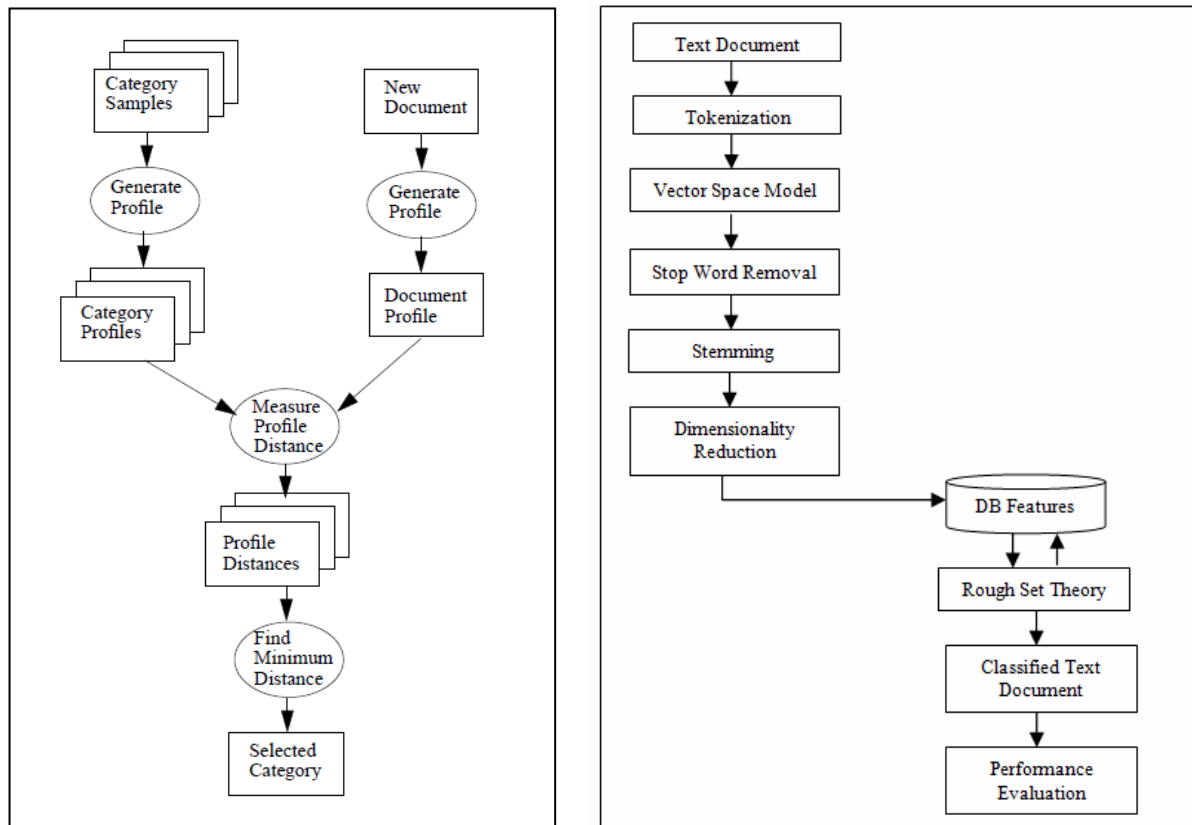 Category
Samples
New
Document
Generate
Profile
Generate
Profile
Category
Profiles
Document
Profile
Measure
Profile
Distance
Profile
Distances
Find
Minimum
Distance
Selected
Category
Text Document
Tokenization
Vector Space Model
Stop Word Removal
Stemming
Dimensionality
Reduction
DB Features
Rough Set Theory
Classified Text
Document
Performance
Evaluation